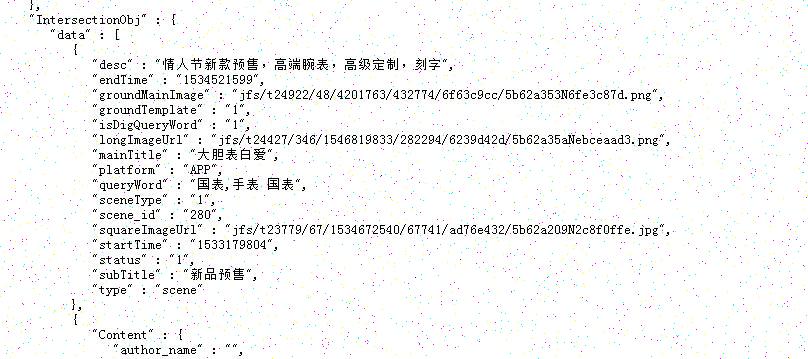 },
"IntersectionObj" : {
"data" : [
{
"desc" : "情人节新款预售，高端腕表，高级定制，刻字",
"endTime" : "1534521599",
"groundMainImage" : "jfs/t24922/48/4201763/432774/6f63c9cc/5b62a353N6fe3c87d.png",
"groundTemplate" : "1",
"isDigQueryWord" : "1",
"longImageUrl" : "jfs/t24427/346/1546819833/282294/6239d42d/5b62a35aNebceaad3.png",
"mainTitle" : "大胆表白爱",
"platform" : "APP",
"queryWord" : "国表,手表 国表",
"sceneType" : "1",
"scene_id" : "280",
"squareImageUrl" : "jfs/t23779/67/1534672540/67741/ad76e432/5b62a209N2c8f0ffe.jpg",
"startTime" : "1533179804",
"status" : "1",
"subTitle" : "新品预售",
"type" : "scene"
},
{
"Content" : {
"author_name" : "",